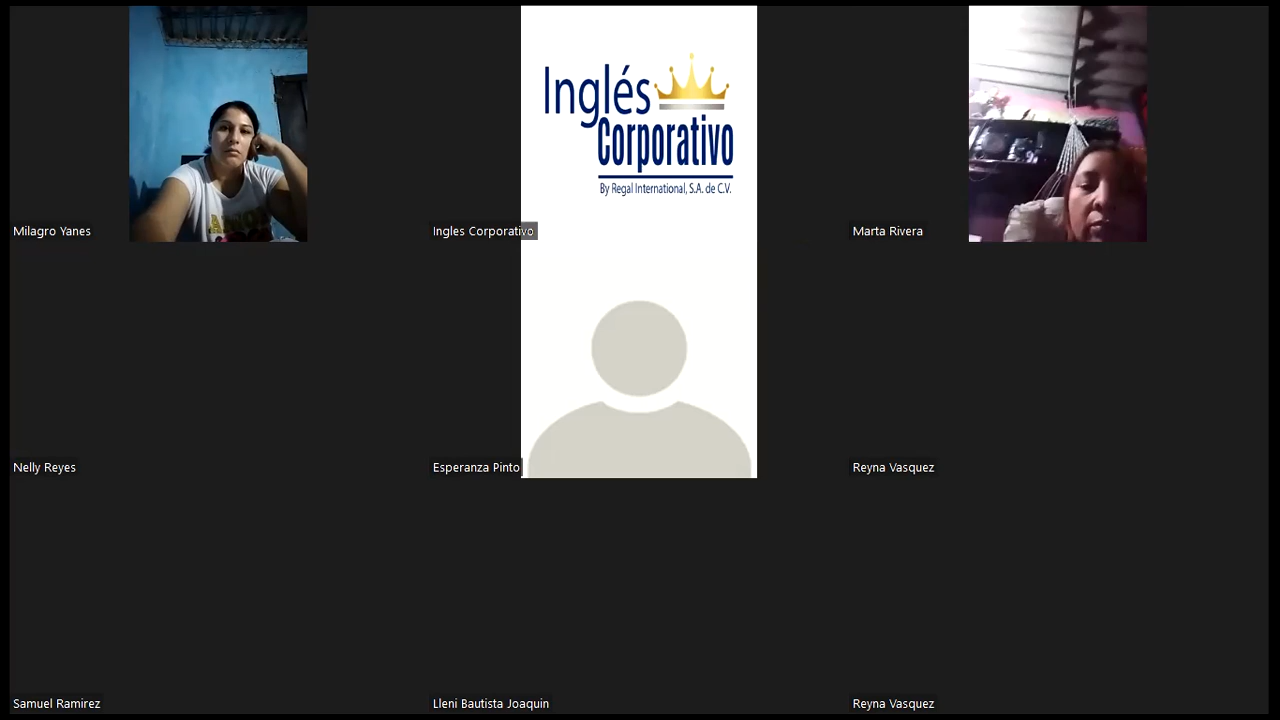 Inglés
Corporativo
By Regal International, S.A. de C.V.
Milagro Yanes
Ingles Corporativo
Marta Rivera
Nelly Reyes
Esperanza Pinto
Reyna Vasquez
Samuel Ramirez
Lleni Bautista Joaquin
Reyna Vasquez